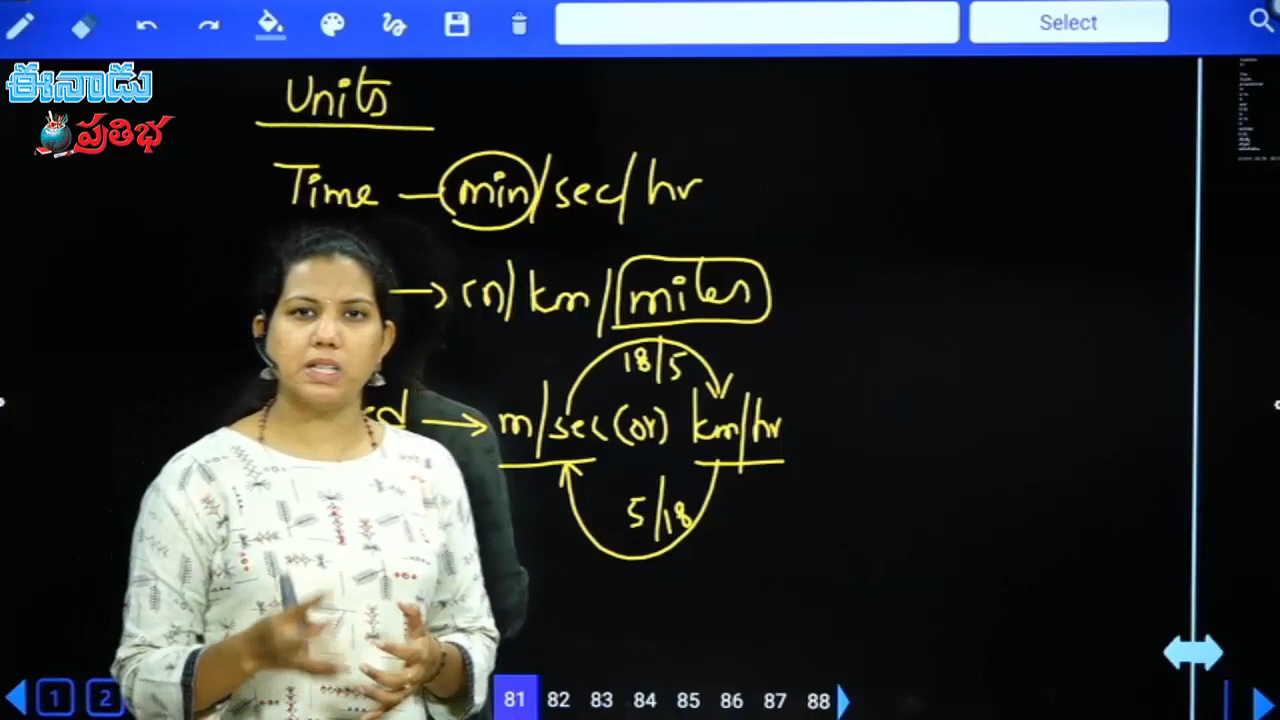 Select
ఈనాడు
ప్రతిభ
Units
Time — min/sec/hr
→ m/km/miles
18/5
→ m/sec (or) km/hr
5/18
1 2 81 82 83 84 85 86 87 88